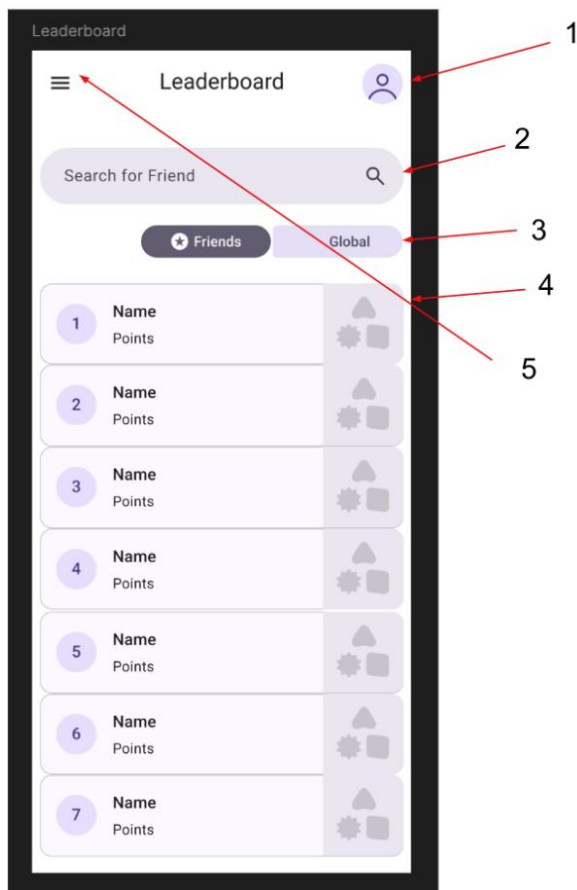 Leaderboard
1
Leaderboard
2
Search for Friend
3
Friends
Global
4
1
Name
Points
5
2
Name
Points
3
Name
Points
4
Name
Points
5
Name
Points
6
Name
Points
7
Name
Points